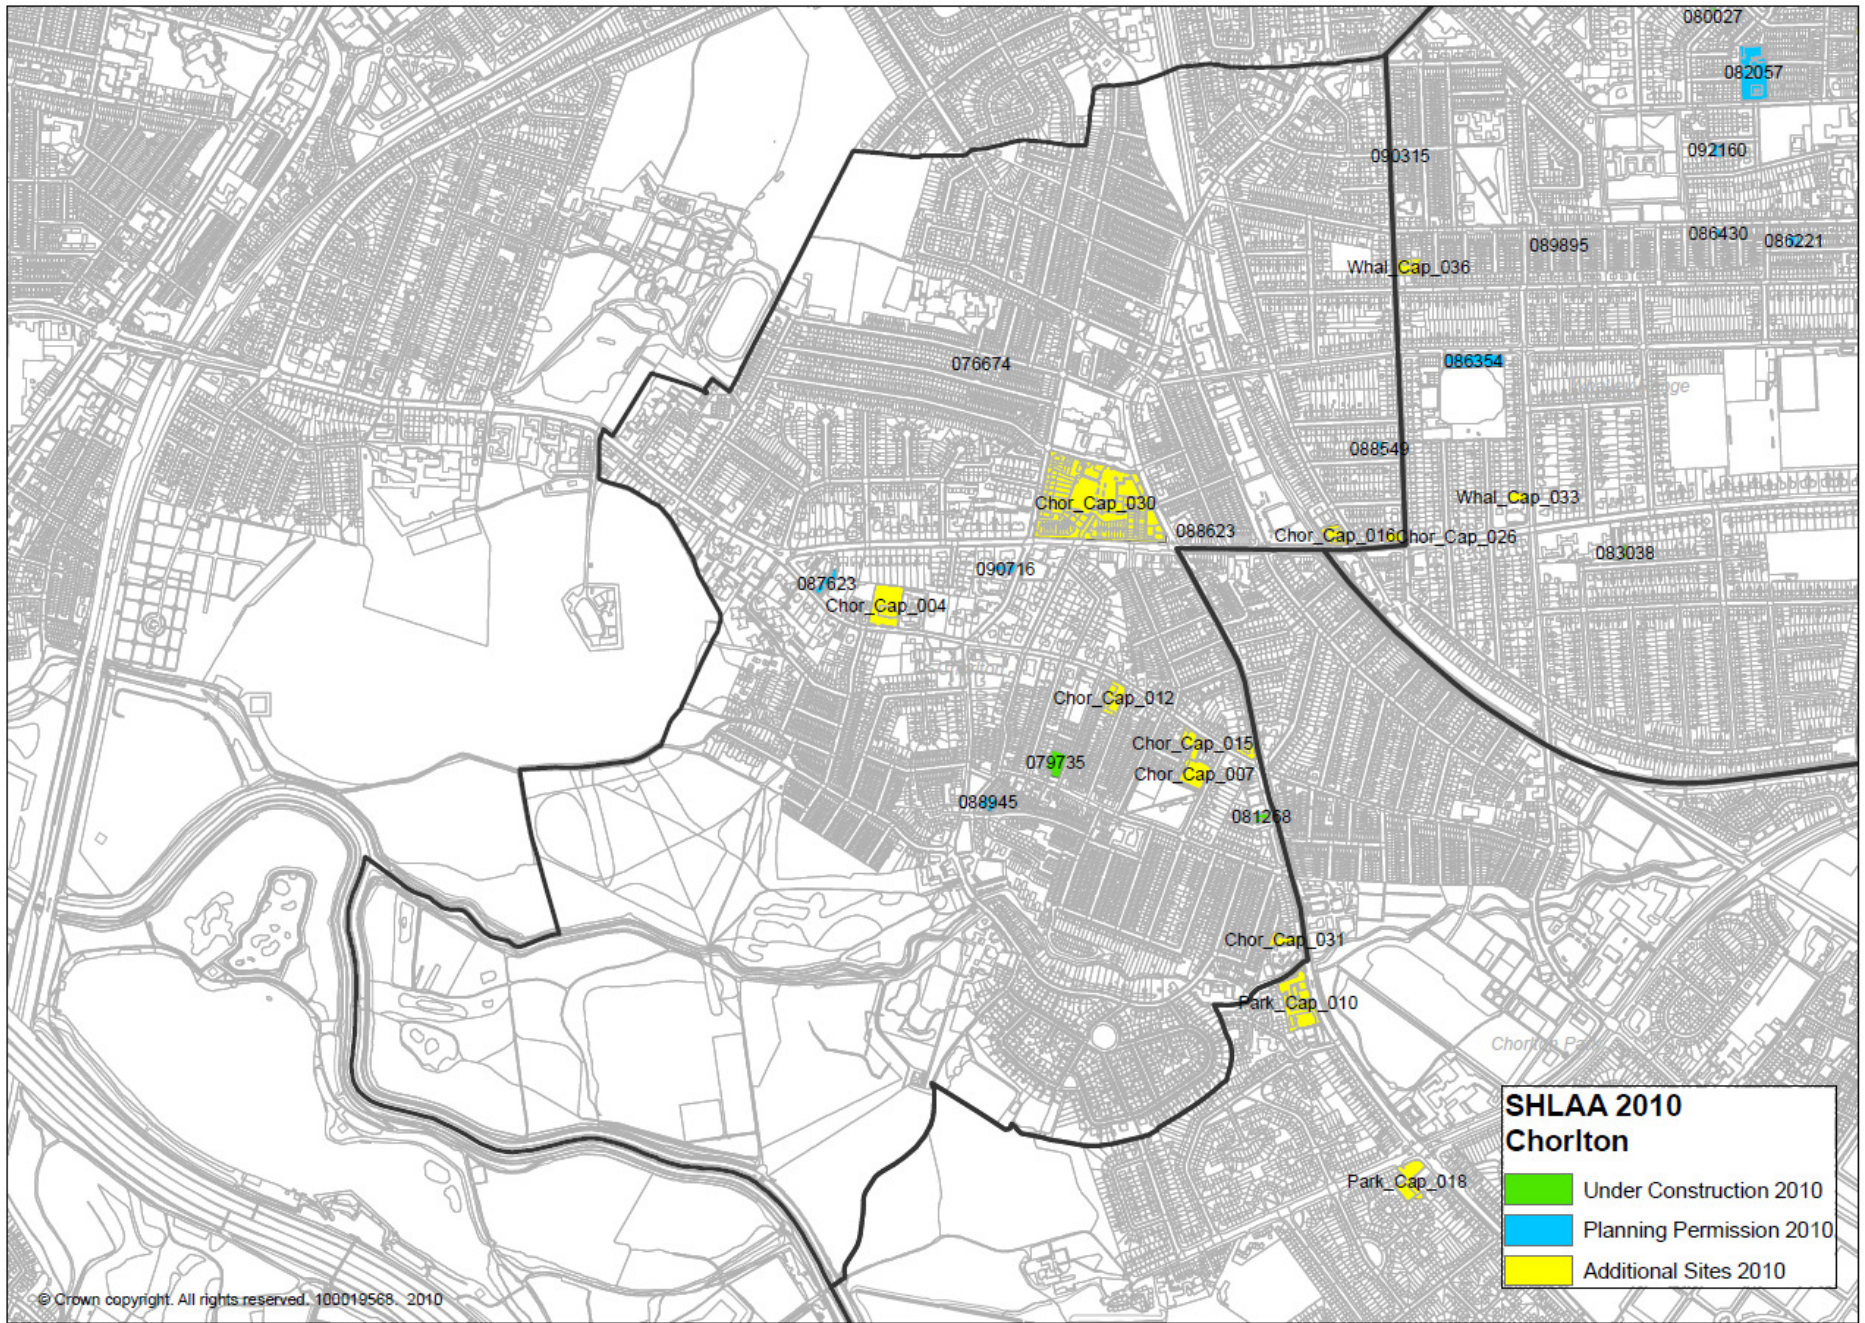 080027
082057
090315
092160
086430
086221
089895
Whal_Cap_036
076674
086354
088549
Chor_Cap_030
Whal_Cap_033
088623
Chor_Cap_016
Chor_Cap_026
083038
090716
087623
Chor_Cap_004
Chor_Cap_012
Chor_Cap_015
079735
Chor_Cap_007
088945
081268
Chor_Cap_031
Park_Cap_010
Park_Cap_018
SHLAA 2010
Chorlton
Under Construction 2010
Planning Permission 2010
Additional Sites 2010
© Crown copyright. All rights reserved. 100019568. 2010